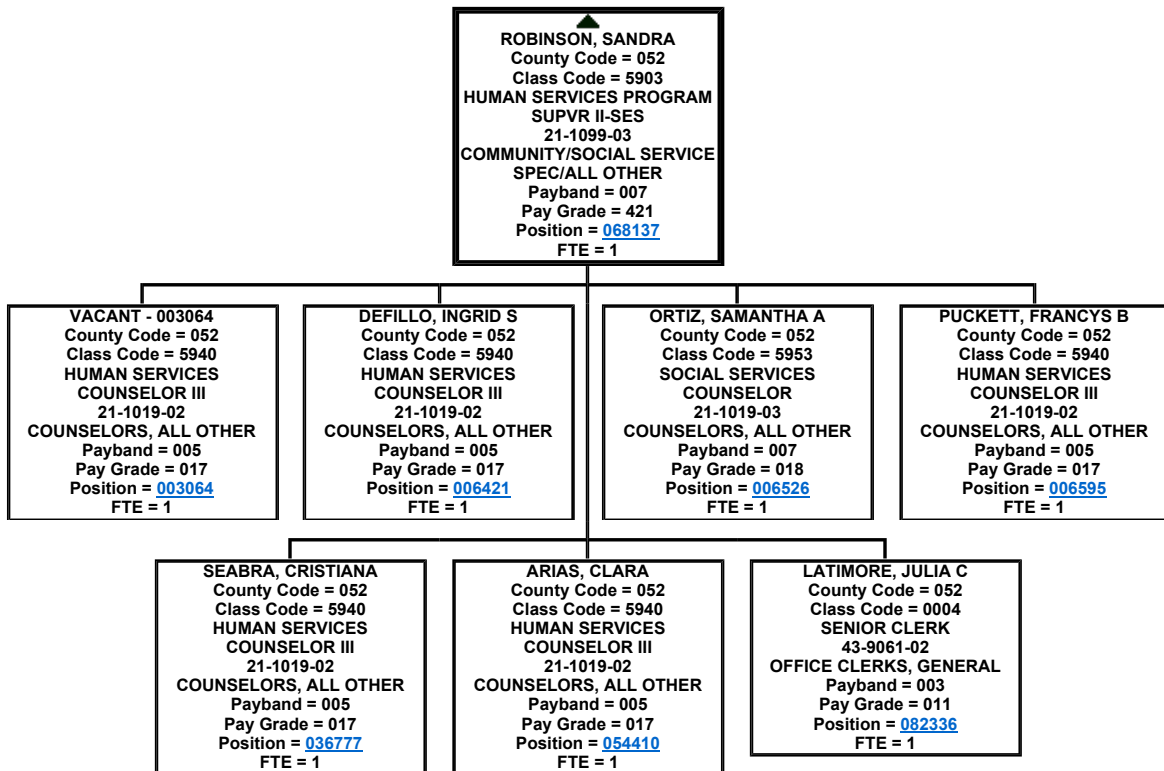 ROBINSON, SANDRA
County Code = 052
Class Code = 5903
HUMAN SERVICES PROGRAM
SUPVR II-SES
21-1099-03
COMMUNITY/SOCIAL SERVICE
SPEC/ALL OTHER
Payband = 007
Pay Grade = 421
Position = 068137
FTE = 1
VACANT - 003064
County Code = 052
Class Code = 5940
HUMAN SERVICES
COUNSELOR III
21-1019-02
COUNSELORS, ALL OTHER
Payband = 005
Pay Grade = 017
Position = 003064
FTE = 1
DEFILLO, INGRID S
County Code = 052
Class Code = 5940
HUMAN SERVICES
COUNSELOR III
21-1019-02
COUNSELORS, ALL OTHER
Payband = 005
Pay Grade = 017
Position = 006421
FTE = 1
ORTIZ, SAMANTHA A
County Code = 052
Class Code = 5953
SOCIAL SERVICES
COUNSELOR
21-1019-03
COUNSELORS, ALL OTHER
Payband = 007
Pay Grade = 018
Position = 006526
FTE = 1
PUCKETT, FRANCYS B
County Code = 052
Class Code = 5940
HUMAN SERVICES
COUNSELOR III
21-1019-02
COUNSELORS, ALL OTHER
Payband = 005
Pay Grade = 017
Position = 006595
FTE = 1
SEABRA, CRISTIANA
County Code = 052
Class Code = 5940
HUMAN SERVICES
COUNSELOR III
21-1019-02
COUNSELORS, ALL OTHER
Payband = 005
Pay Grade = 017
Position = 036777
FTE = 1
ARIAS, CLARA
County Code = 052
Class Code = 5940
HUMAN SERVICES
COUNSELOR III
21-1019-02
COUNSELORS, ALL OTHER
Payband = 005
Pay Grade = 017
Position = 054410
FTE = 1
LATIMORE, JULIA C
County Code = 052
Class Code = 0004
SENIOR CLERK
43-9061-02
OFFICE CLERKS, GENERAL
Payband = 003
Pay Grade = 011
Position = 082336
FTE = 1